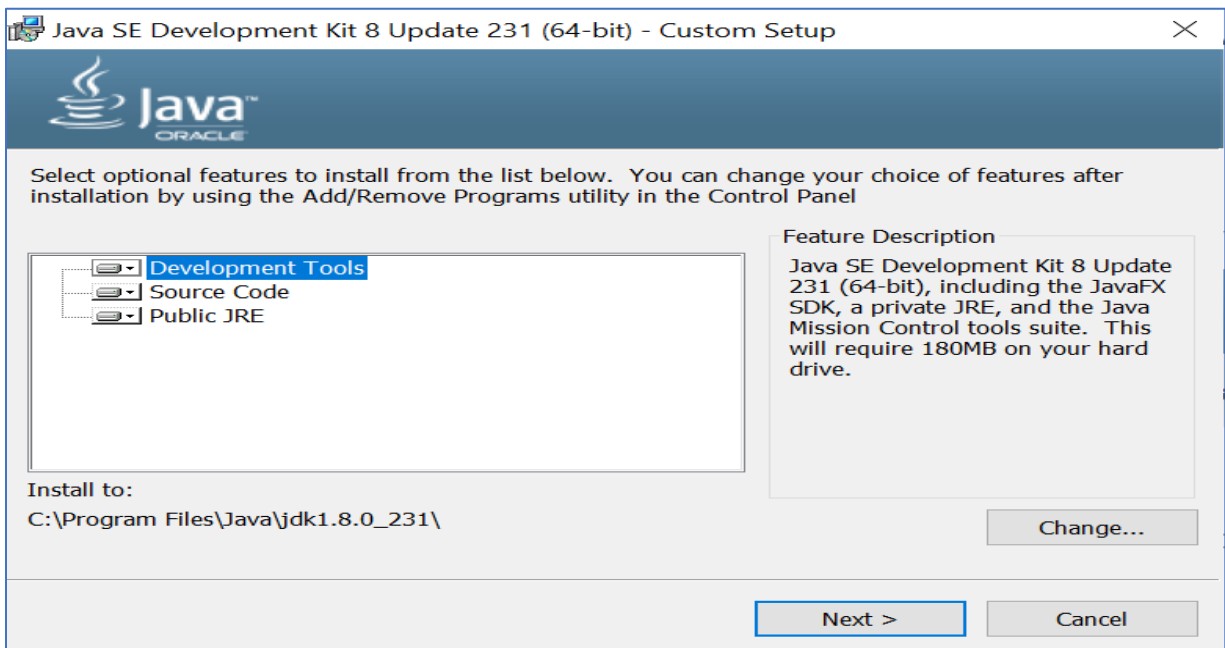 Java SE Development Kit 8 Update 231 (64-bit) - Custom Setup
Java™
ORACLE
Select optional features to install from the list below.  You can change your choice of features after
installation by using the Add/Remove Programs utility in the Control Panel
Development Tools
Source Code
Public JRE
Feature Description
Java SE Development Kit 8 Update
231 (64-bit), including the JavaFX
SDK, a private JRE, and the Java
Mission Control tools suite.  This
will require 180MB on your hard
drive.
Install to:
C:\Program Files\Java\jdk1.8.0_231\
Change...
Next >
Cancel